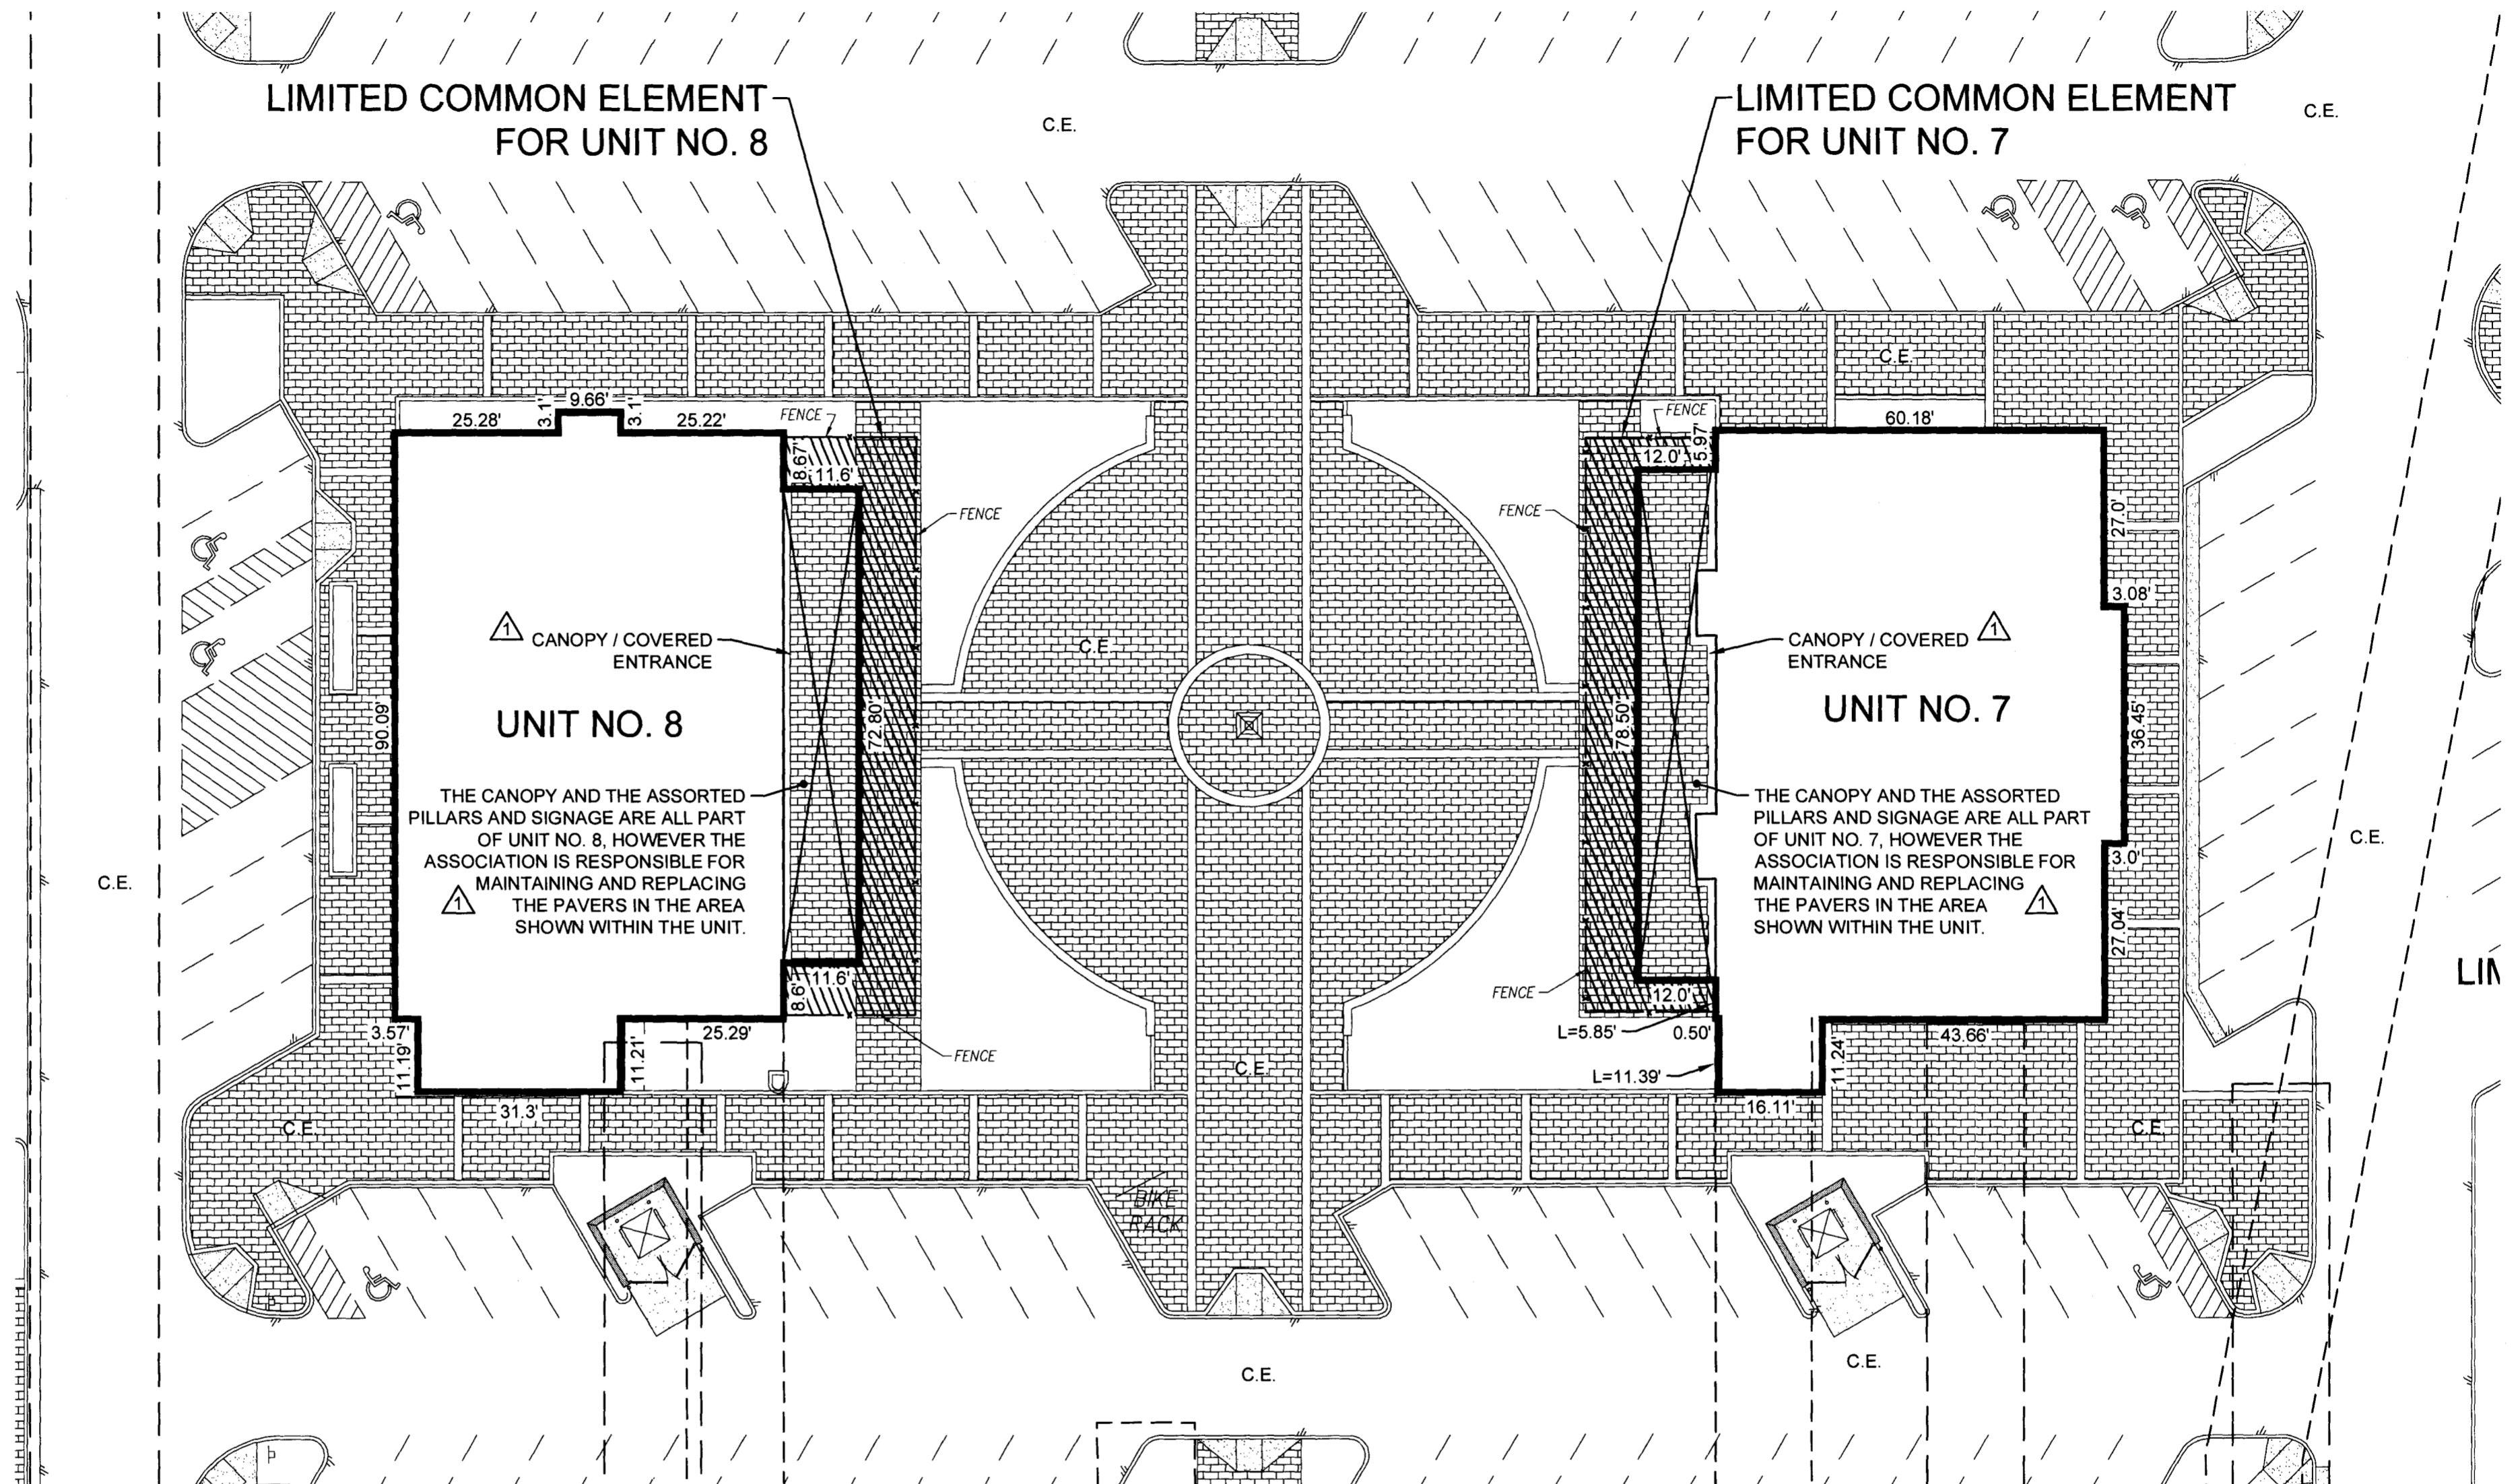 LIMITED COMMON ELEMENT
FOR UNIT NO. 8
C.E.
LIMITED COMMON ELEMENT
FOR UNIT NO. 7
C.E.
C.E.
25.28'
3.1'
9.66'
3.1'
25.22'
FENCE
8.67'
11.6'
FENCE
FENCE
FENCE
12.0'
5.97'
60.18'
27.0'
3.08'
1
CANOPY / COVERED
ENTRANCE
C.E.
CANOPY / COVERED
ENTRANCE
1
UNIT NO. 8
UNIT NO. 7
90.09'
72.80'
78.50'
36.45'
THE CANOPY AND THE ASSORTED
PILLARS AND SIGNAGE ARE ALL PART
OF UNIT NO. 8, HOWEVER THE
ASSOCIATION IS RESPONSIBLE FOR
MAINTAINING AND REPLACING
1
THE PAVERS IN THE AREA
SHOWN WITHIN THE UNIT.
THE CANOPY AND THE ASSORTED
PILLARS AND SIGNAGE ARE ALL PART
OF UNIT NO. 7, HOWEVER THE
ASSOCIATION IS RESPONSIBLE FOR
MAINTAINING AND REPLACING
THE PAVERS IN THE AREA
1
SHOWN WITHIN THE UNIT.
C.E.
C.E.
3.0'
27.04'
LIN
11.6'
8.6'
FENCE
12.0'
L=5.85'
0.50'
3.57'
11.19'
25.29'
11.21'
FENCE
C.E.
L=11.39'
43.66'
11.24'
31.3'
16.11'
C.E.
C.E.
BIKE
RACK
C.E.
C.E.